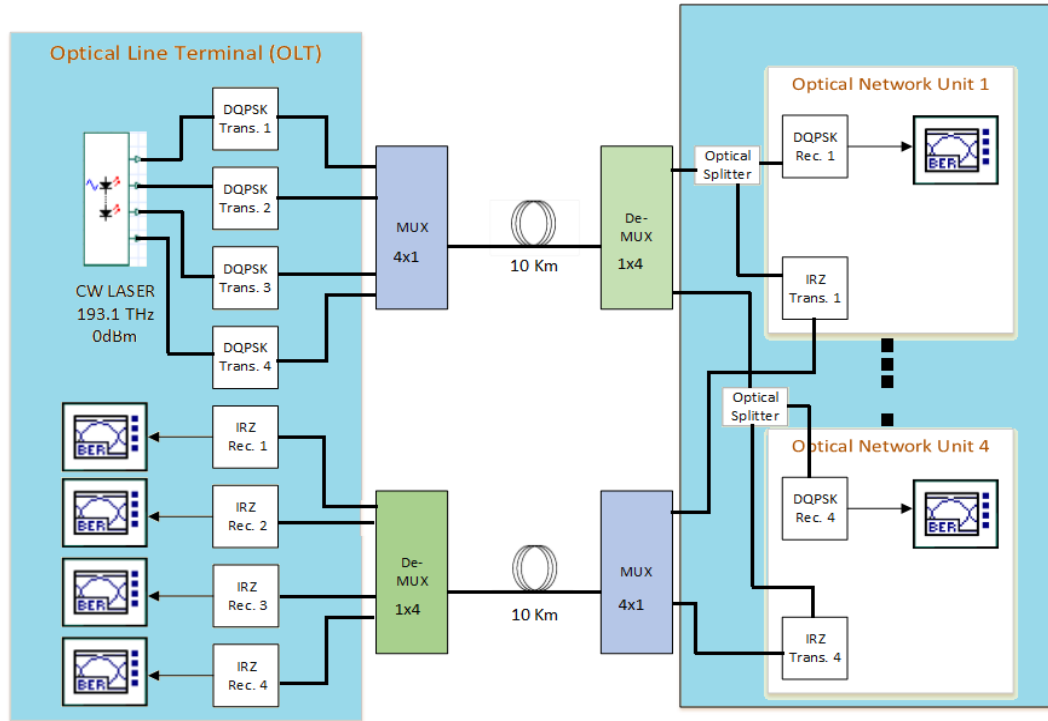 Optical Line Terminal (OLT)
DQPSK
Trans. 1
DQPSK
Trans. 2
DQPSK
Trans. 3
DQPSK
Trans. 4
CW LASER
193.1 THz
0dBm
MUX
4x1
10 Km
De-
MUX
1x4
Optical
Splitter
Optical Network Unit 1
DQPSK
Rec. 1
BER
IRZ
Trans. 1
Optical
Splitter
Optical Network Unit 4
DQPSK
Rec. 4
BER
IRZ
Trans. 4
BER
IRZ
Rec. 1
BER
IRZ
Rec. 2
BER
IRZ
Rec. 3
BER
IRZ
Rec. 4
De-
MUX
1x4
10 Km
MUX
4x1